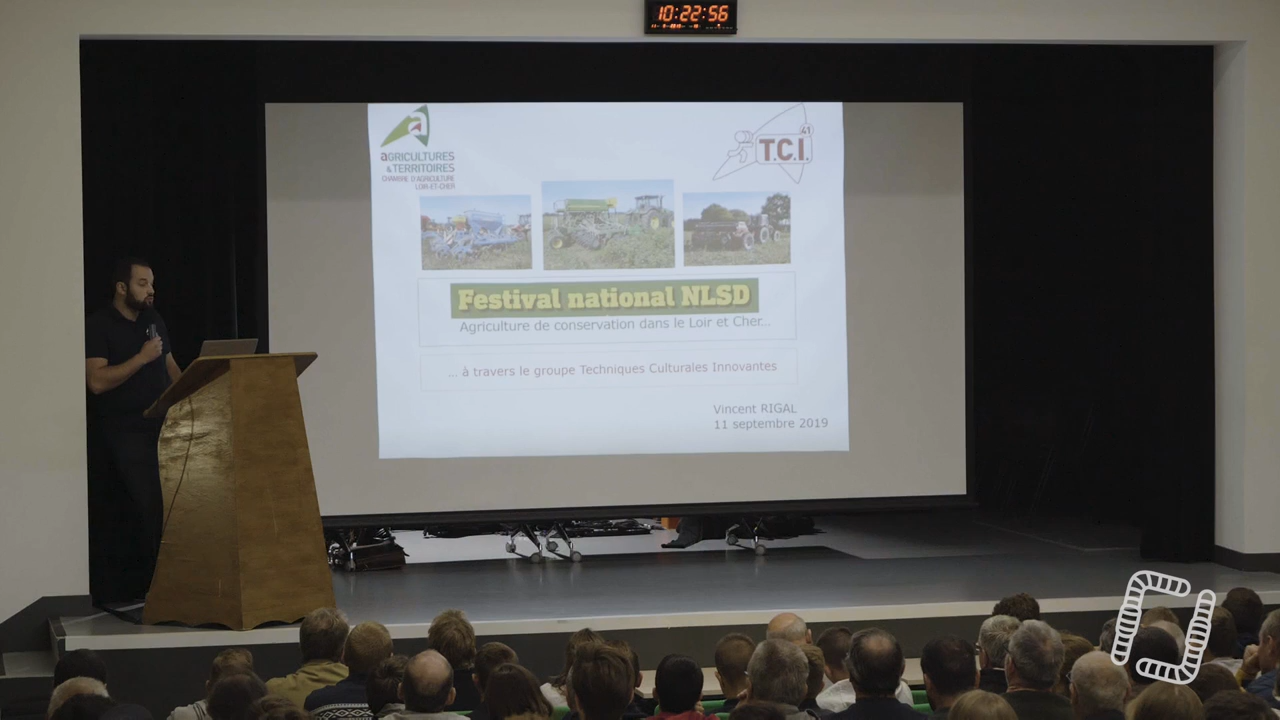 10:22:56
aGRICULTURES
&TERRITOIRES
CHAMBRE D'AGRICULTURE
LOIR-ET-CHER
41
T.C.I.
Festival national NLSD
Agriculture de conservation dans le Loir et Cher...
... à travers le groupe Techniques Culturales Innovantes
Vincent RIGAL
11 septembre 2019